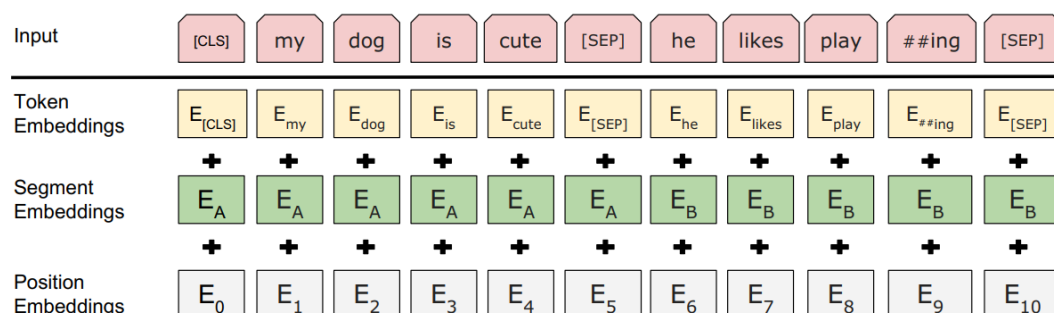 Input [CLS] my dog is cute [SEP] he likes play ##ing [SEP]
Token
Embeddings E[CLS] Emy Edog Eis Ecute E[SEP] Ehe Elikes Eplay E##ing E[SEP]
+ + + + + + + + + + +
Segment
Embeddings EA EA EA EA EA EA EB EB EB EB EB
+ + + + + + + + + + +
Position
Embeddings E0 E1 E2 E3 E4 E5 E6 E7 E8 E9 E10